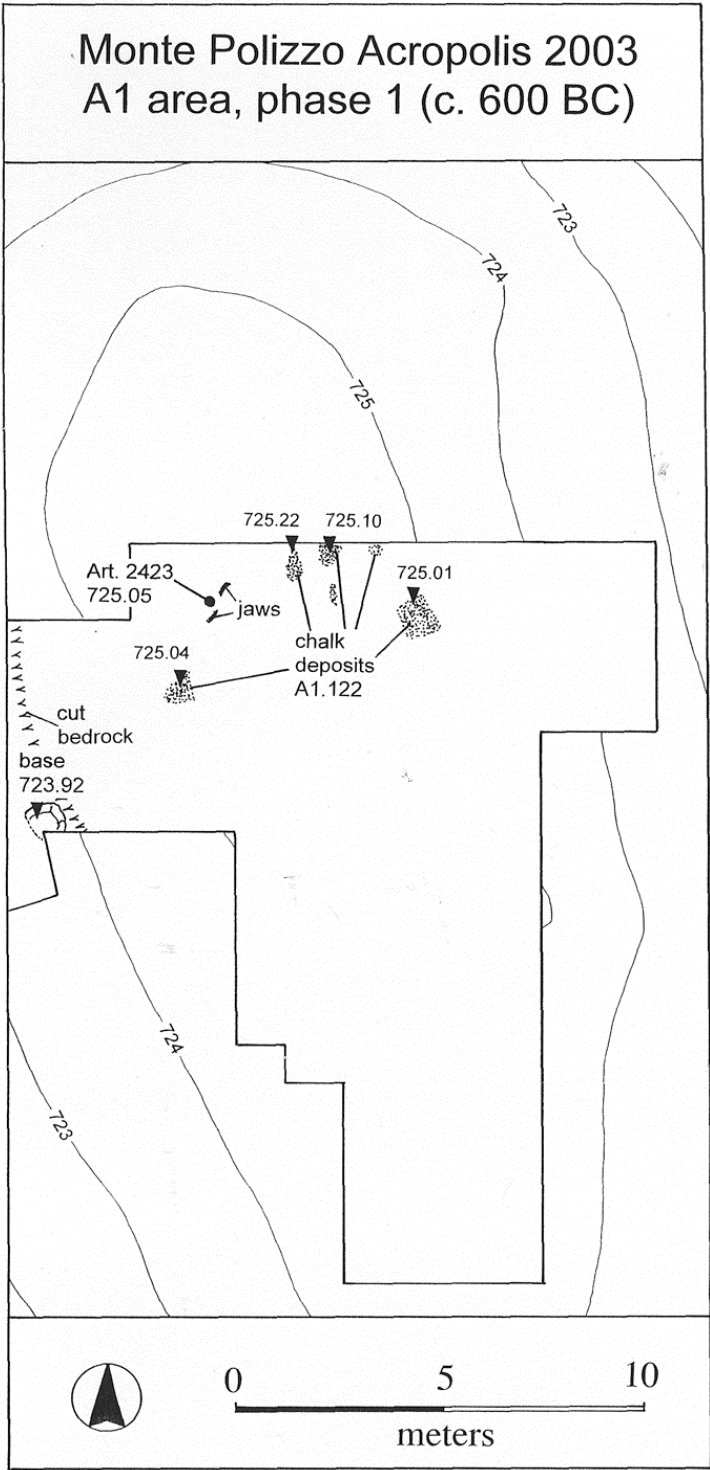 Monte Polizzo Acropolis 2003
A1 area, phase 1 (c. 600 BC)
723
724
725
725.22
725.10
Art. 2423
725.05
jaws
725.01
chalk
deposits
A1.122
725.04
cut
bedrock
base
723.92
724
723
0
5
10
meters